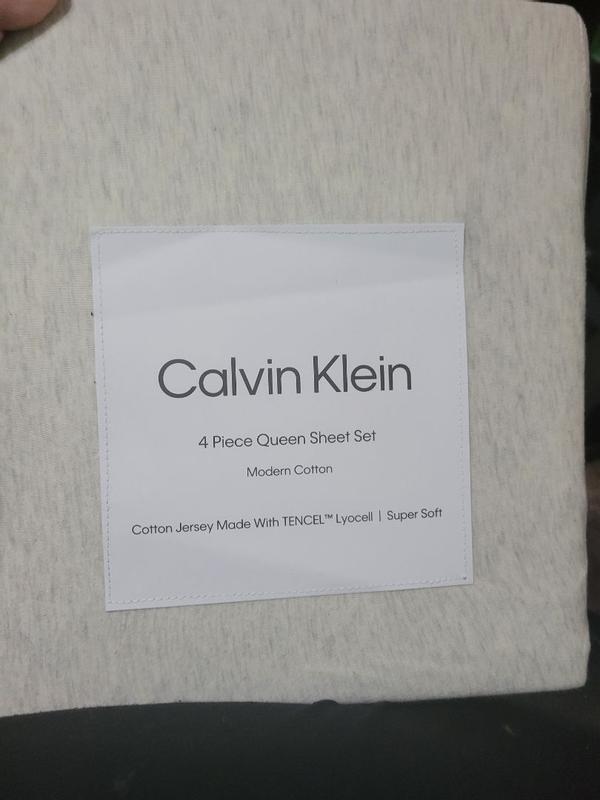 Calvin Klein
4 Piece Queen Sheet Set
Modern Cotton
Cotton Jersey Made With TENCEL™ Lyocell | Super Soft